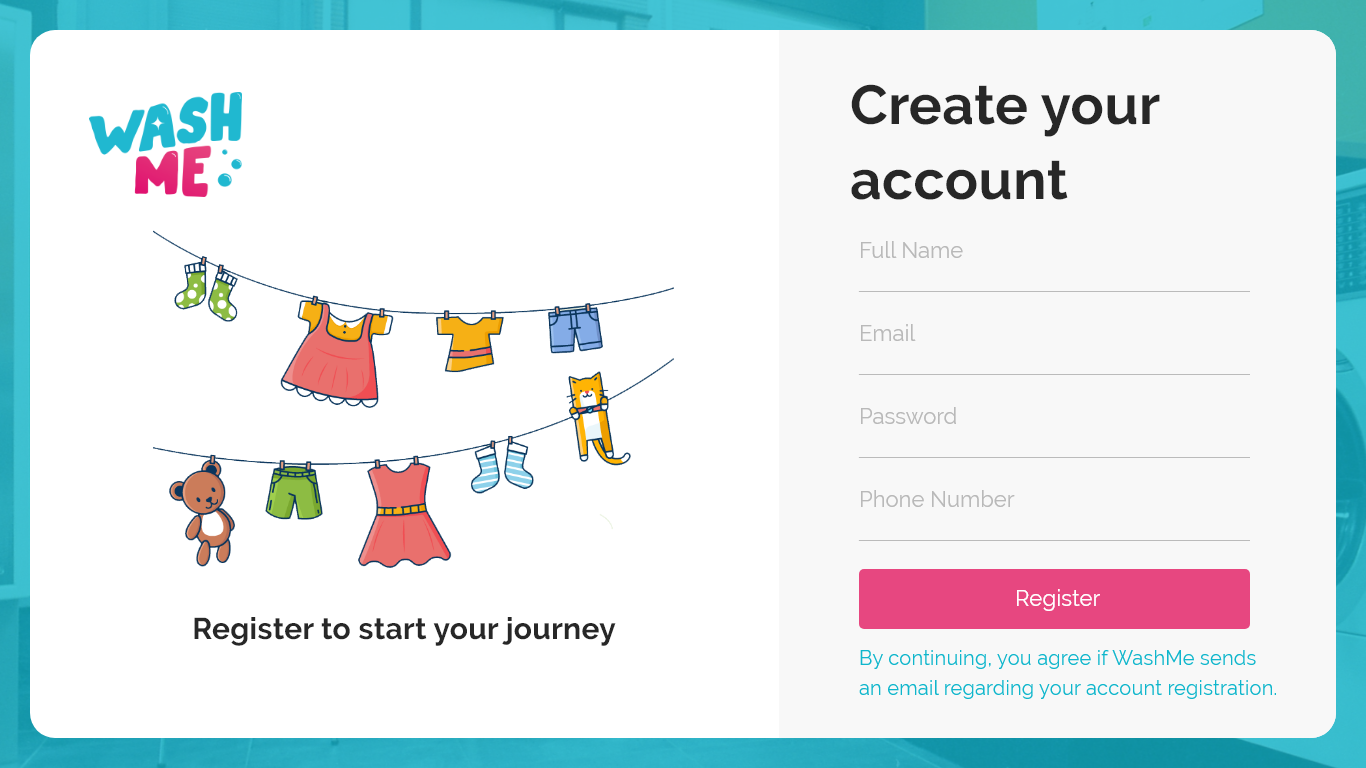 WASH
ME
Register to start your journey
Create your
account
Full Name
Email
Password
Phone Number
Register
By continuing, you agree if WashMe sends
an email regarding your account registration.